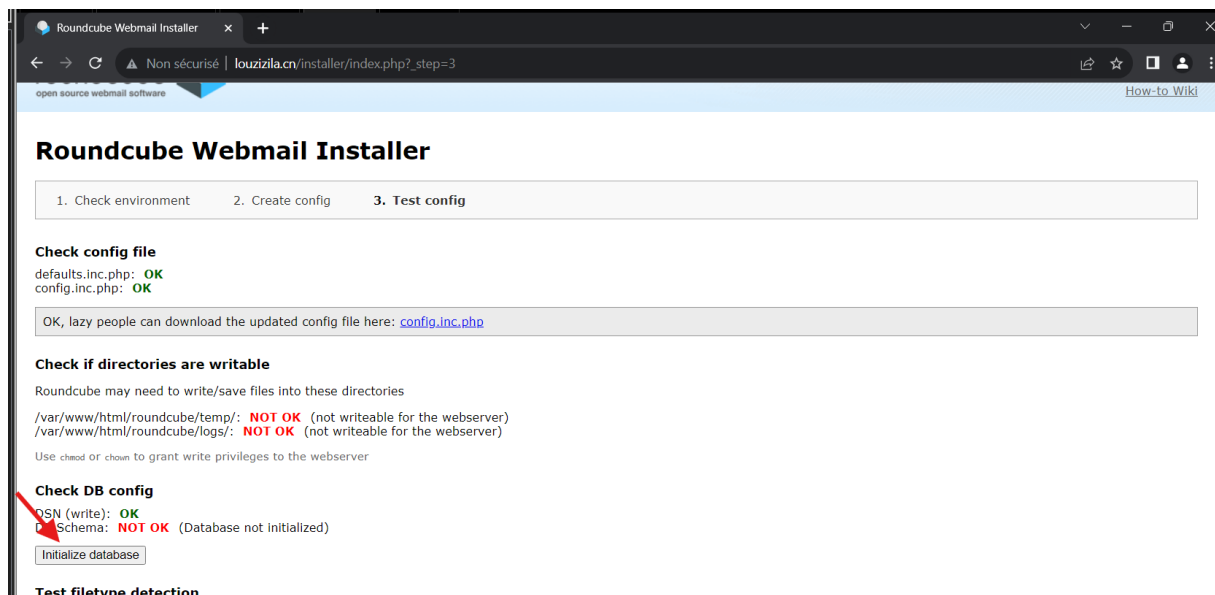 Roundcube Webmail Installer
Non sécurisé | louzizila.cn/installer/index.php?_step=3
open source webmail software
How-to Wiki
Roundcube Webmail Installer
1. Check environment 2. Create config 3. Test config
Check config file
defaults.inc.php: OK
config.inc.php: OK
OK, lazy people can download the updated config file here: config.inc.php
Check if directories are writable
Roundcube may need to write/save files into these directories
/var/www/html/roundcube/temp/: NOT OK (not writeable for the webserver)
/var/www/html/roundcube/logs/: NOT OK (not writeable for the webserver)
Use chmod or chown to grant write privileges to the webserver
Check DB config
DSN (write): OK
Schema: NOT OK (Database not initialized)
Initialize database
Test filetype detection